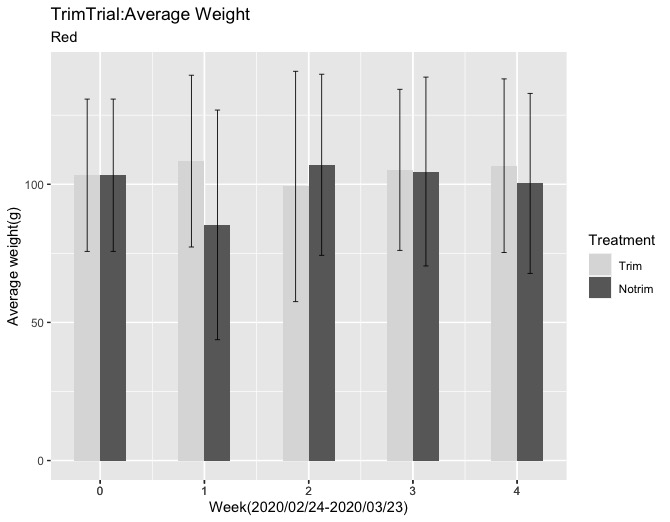 TrimTrial:Average Weight
Red
Average weight(g)
100
50
0
0 1 2 3 4
Week(2020/02/24-2020/03/23)
Treatment
Trim
Notrim